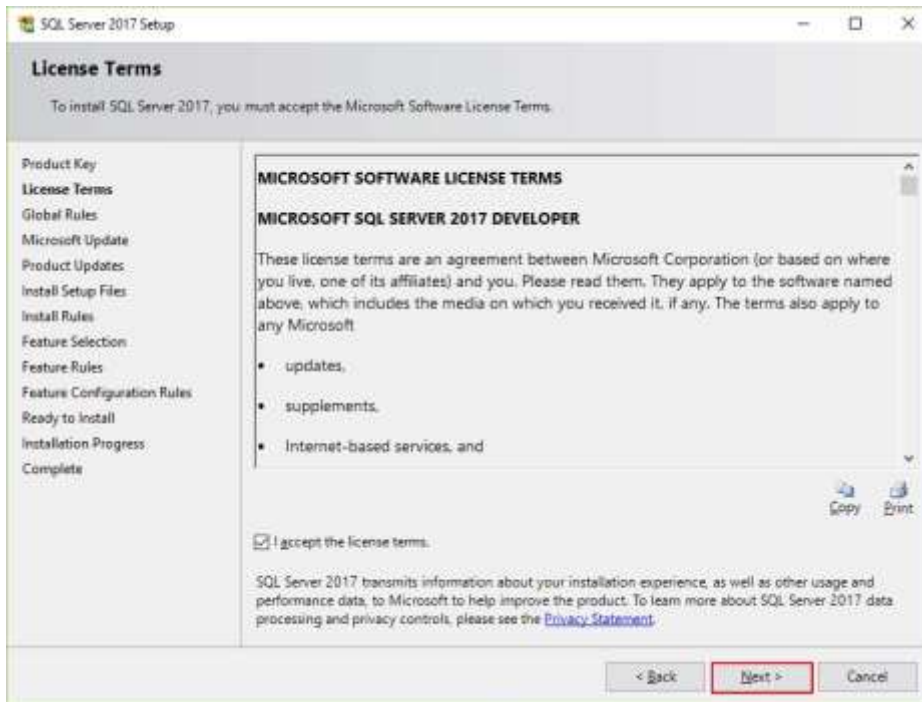 SQL Server 2017 Setup
License Terms
To install SQL Server 2017, you must accept the Microsoft Software License Terms.
Product Key
License Terms
Global Rules
Microsoft Update
Product Updates
Install Setup Files
Install Rules
Feature Selection
Feature Rules
Feature Configuration Rules
Ready to Install
Installation Progress
Complete
MICROSOFT SOFTWARE LICENSE TERMS
MICROSOFT SQL SERVER 2017 DEVELOPER
These license terms are an agreement between Microsoft Corporation (or based on where
you live, one of its affiliates) and you. Please read them. They apply to the software named
above, which includes the media on which you received it, if any. The terms also apply to
any Microsoft
• updates,
• supplements,
• Internet-based services, and
Copy Print
I accept the license terms.
SQL Server 2017 transmits information about your installation experience, as well as other usage and
performance data, to Microsoft to help improve the product. To learn more about SQL Server 2017 data
processing and privacy controls, please see the Privacy Statement.
< Back Next > Cancel